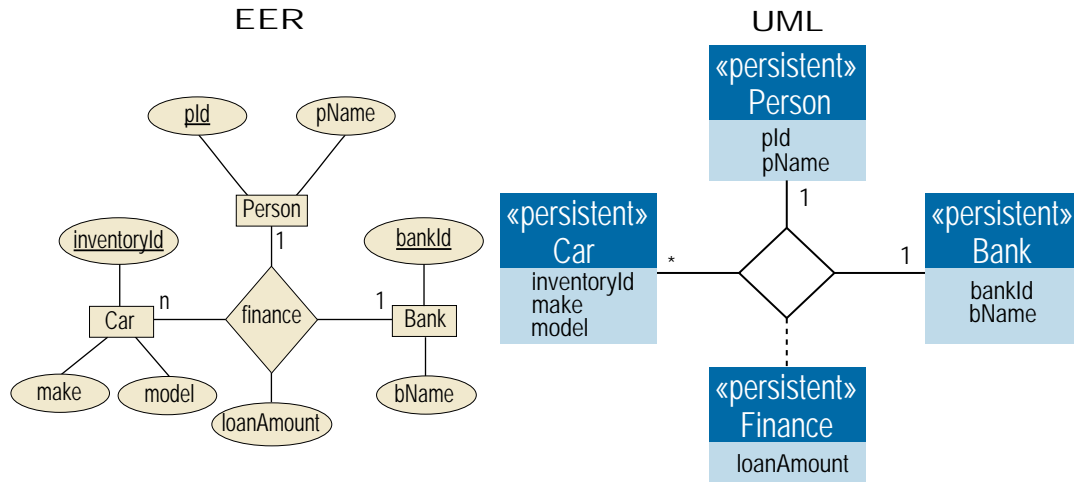 EER
pId
pName
Person
1
inventoryId
bankId
n
1
Car
finance
Bank
make
model
bName
loanAmount
UML
«persistent»
Person
pId
pName
1
«persistent»
Car
inventoryId
make
model
*
1
«persistent»
Bank
bankId
bName
«persistent»
Finance
loanAmount